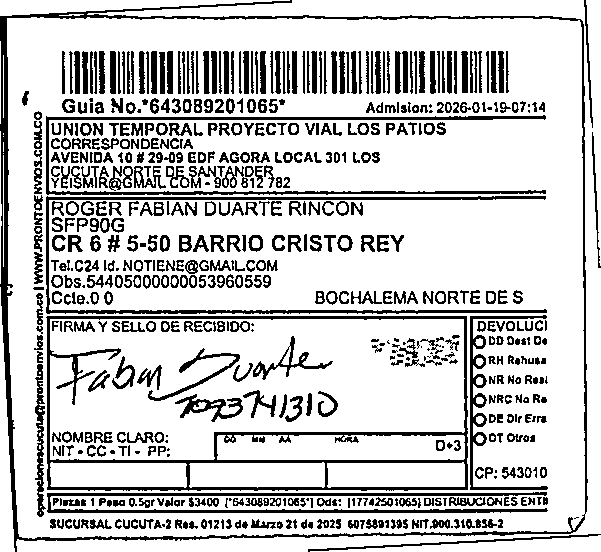 Guia No.*643089201065*
Admision: 2026-01-19-07:14
UNION TEMPORAL PROYECTO VIAL LOS PATIOS
CORRESPONDENCIA
AVENIDA 10 # 29-09 EDF AGORA LOCAL 301 LOS
CUCUTA NORTE DE SANTANDER
YEISMIR@GMAIL.COM - 900 812 782
ROGER FABIAN DUARTE RINCON
SFP90G
CR 6 # 5-50 BARRIO CRISTO REY
Tel.C24 Id. NOTIENE@GMAIL.COM
Obs.54405000000053960559
Ccte.0 0
BOCHALEMA NORTE DE S
FIRMA Y SELLO DE RECIBIDO:
Fabian Duarte
1093741310
NOMBRE CLARO:
NIT - CC - TI - PP:
DD MM AA HORA
D+3
DEVOLUCI
DD Dest De
RH Rehusa
NR No Resi
NRC No Re
DE Dir Erra
OT Otros
CP: 543010
Piezas 1 Peso 0.5gr Valor $3400 [*643089201065*] Ods: [17742501065] DISTRIBUCIONES ENTR
SUCURSAL CUCUTA-2 Res. 01213 de Marzo 21 de 2025 6075891395 NIT.900.310.856-2
operacionescucuta@prontoenvios.com.co | WWW.PRONTOENVIOS.COM.CO